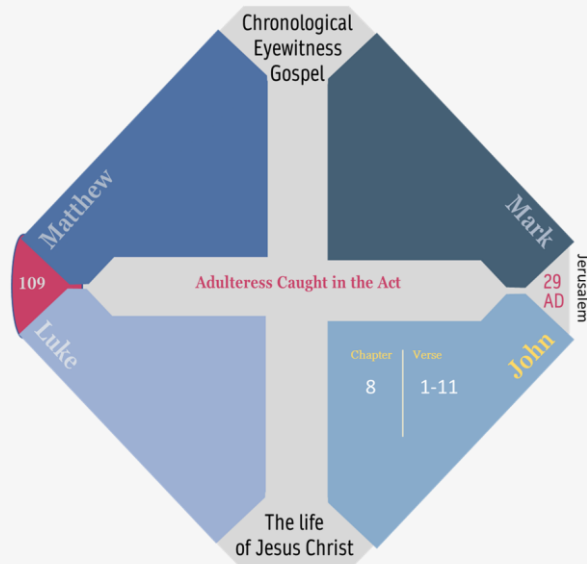 Chronological
Eyewitness
Gospel
Matthew
Mark
109
Adulteress Caught in the Act
29
AD
Jerusalem
Luke
John
Chapter
Verse
8
1-11
The life
of Jesus Christ